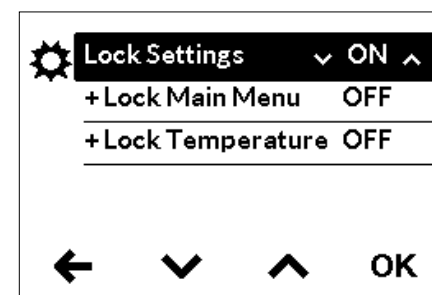 Lock Settings ON
+Lock Main Menu OFF
+Lock Temperature OFF
OK